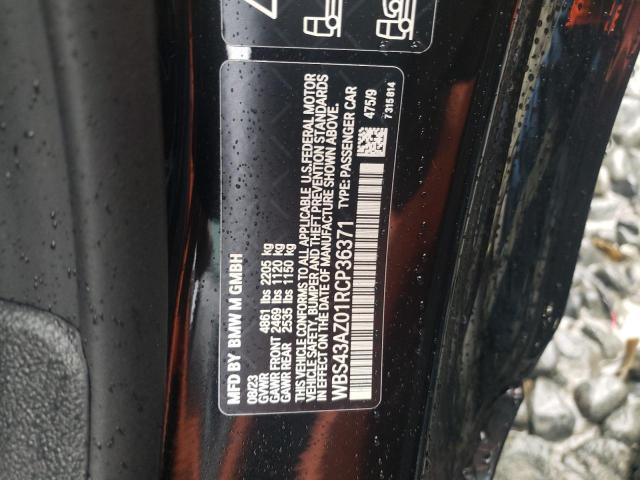 MFD BY BMW M GMBH
08/23
GVWR 4861 lbs 2205 kg
GAWR FRONT 2469 lbs 1120 kg
GAWR REAR 2535 lbs 1150 kg
THIS VEHICLE CONFORMS TO ALL APPLICABLE U.S.FEDERAL MOTOR
VEHICLE SAFETY, BUMPER AND THEFT PREVENTION STANDARDS
IN EFFECT ON THE DATE OF MANUFACTURE SHOWN ABOVE.
WBS43AZ01RCP36371 TYPE: PASSENGER CAR
475/9
7 315 814